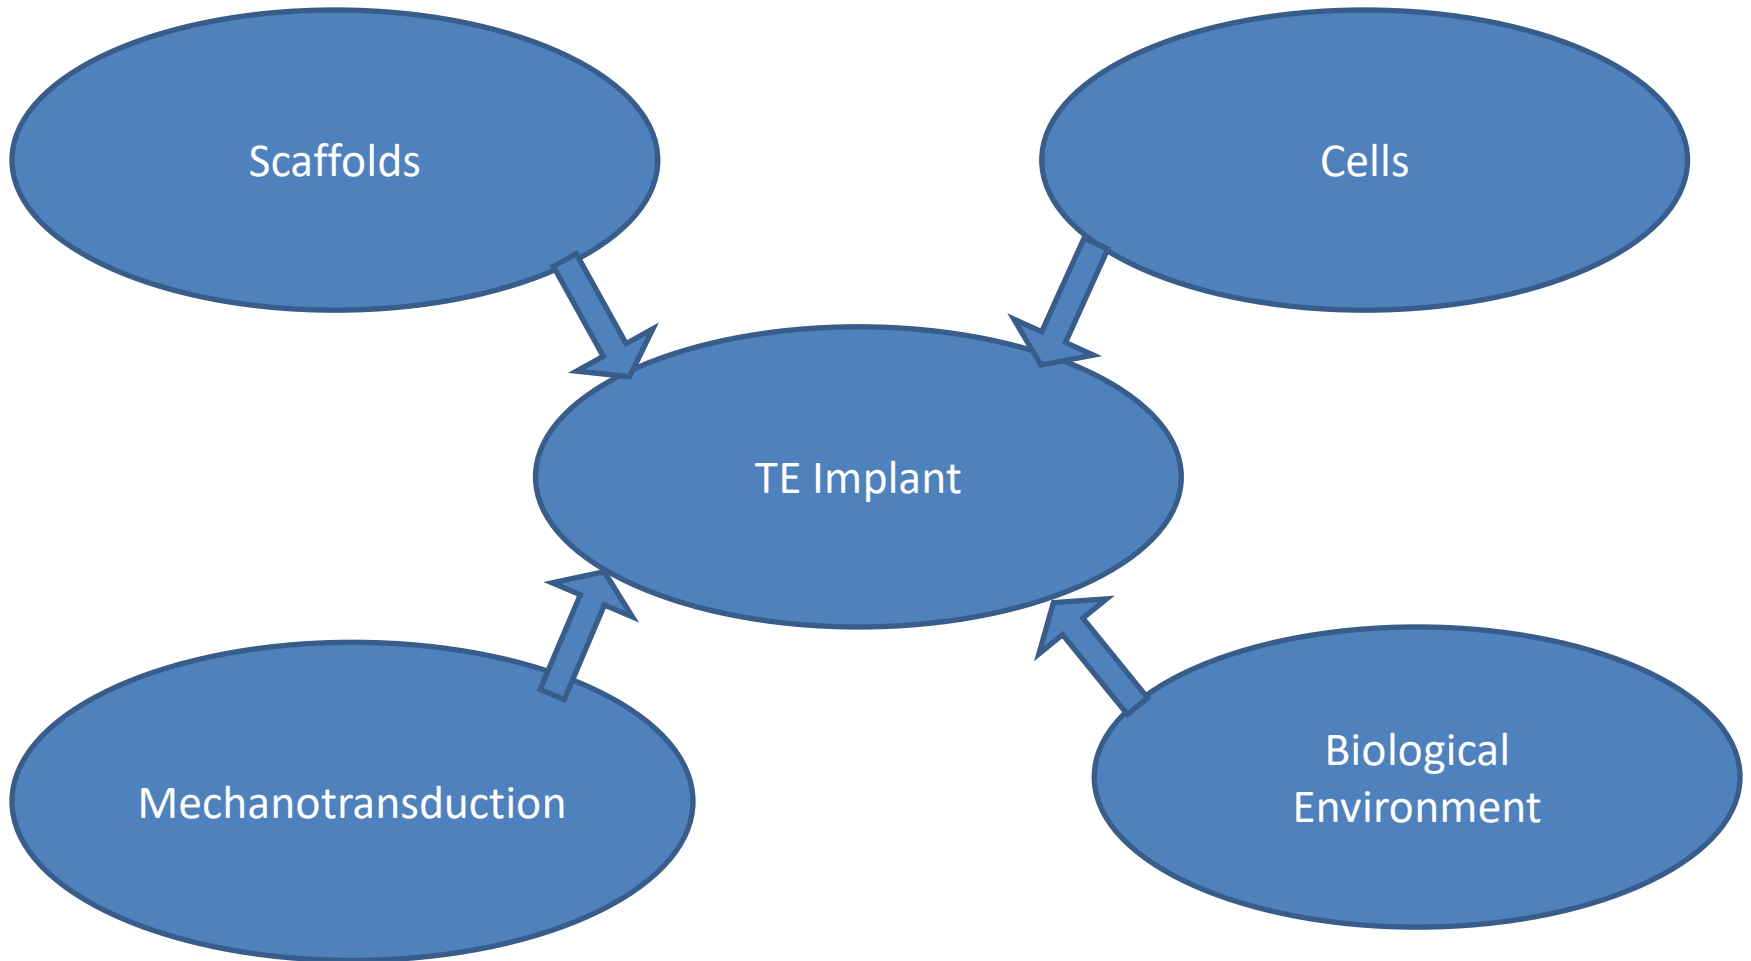 Scaffolds
Cells
TE Implant
Mechanotransduction
Biological
Environment